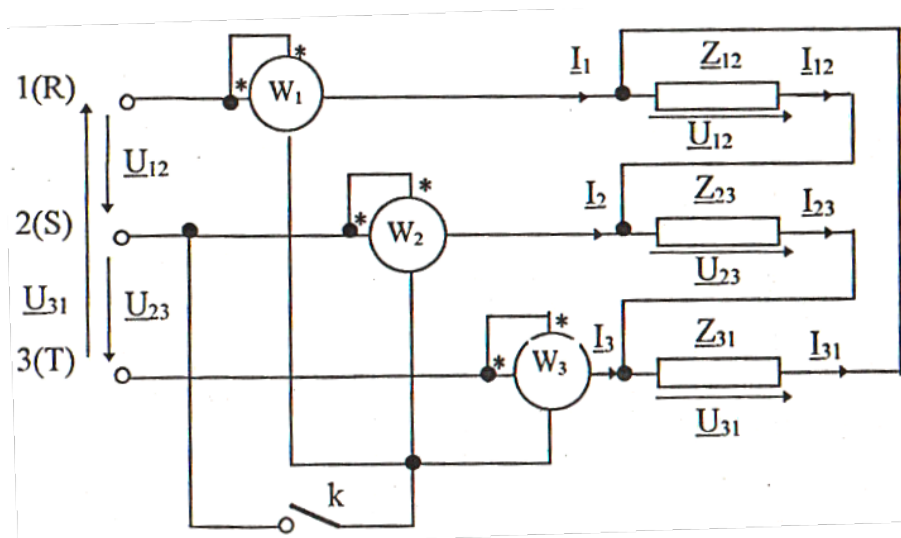 1(R) * * W₁ I₁ Z₁₂ I₁₂
U₁₂ U₁₂
2(S) * * W₂ I₂ Z₂₃ I₂₃
U₃₁ U₂₃ U₂₃
3(T) * * W₃ I₃ Z₃₁ I₃₁
U₃₁
k